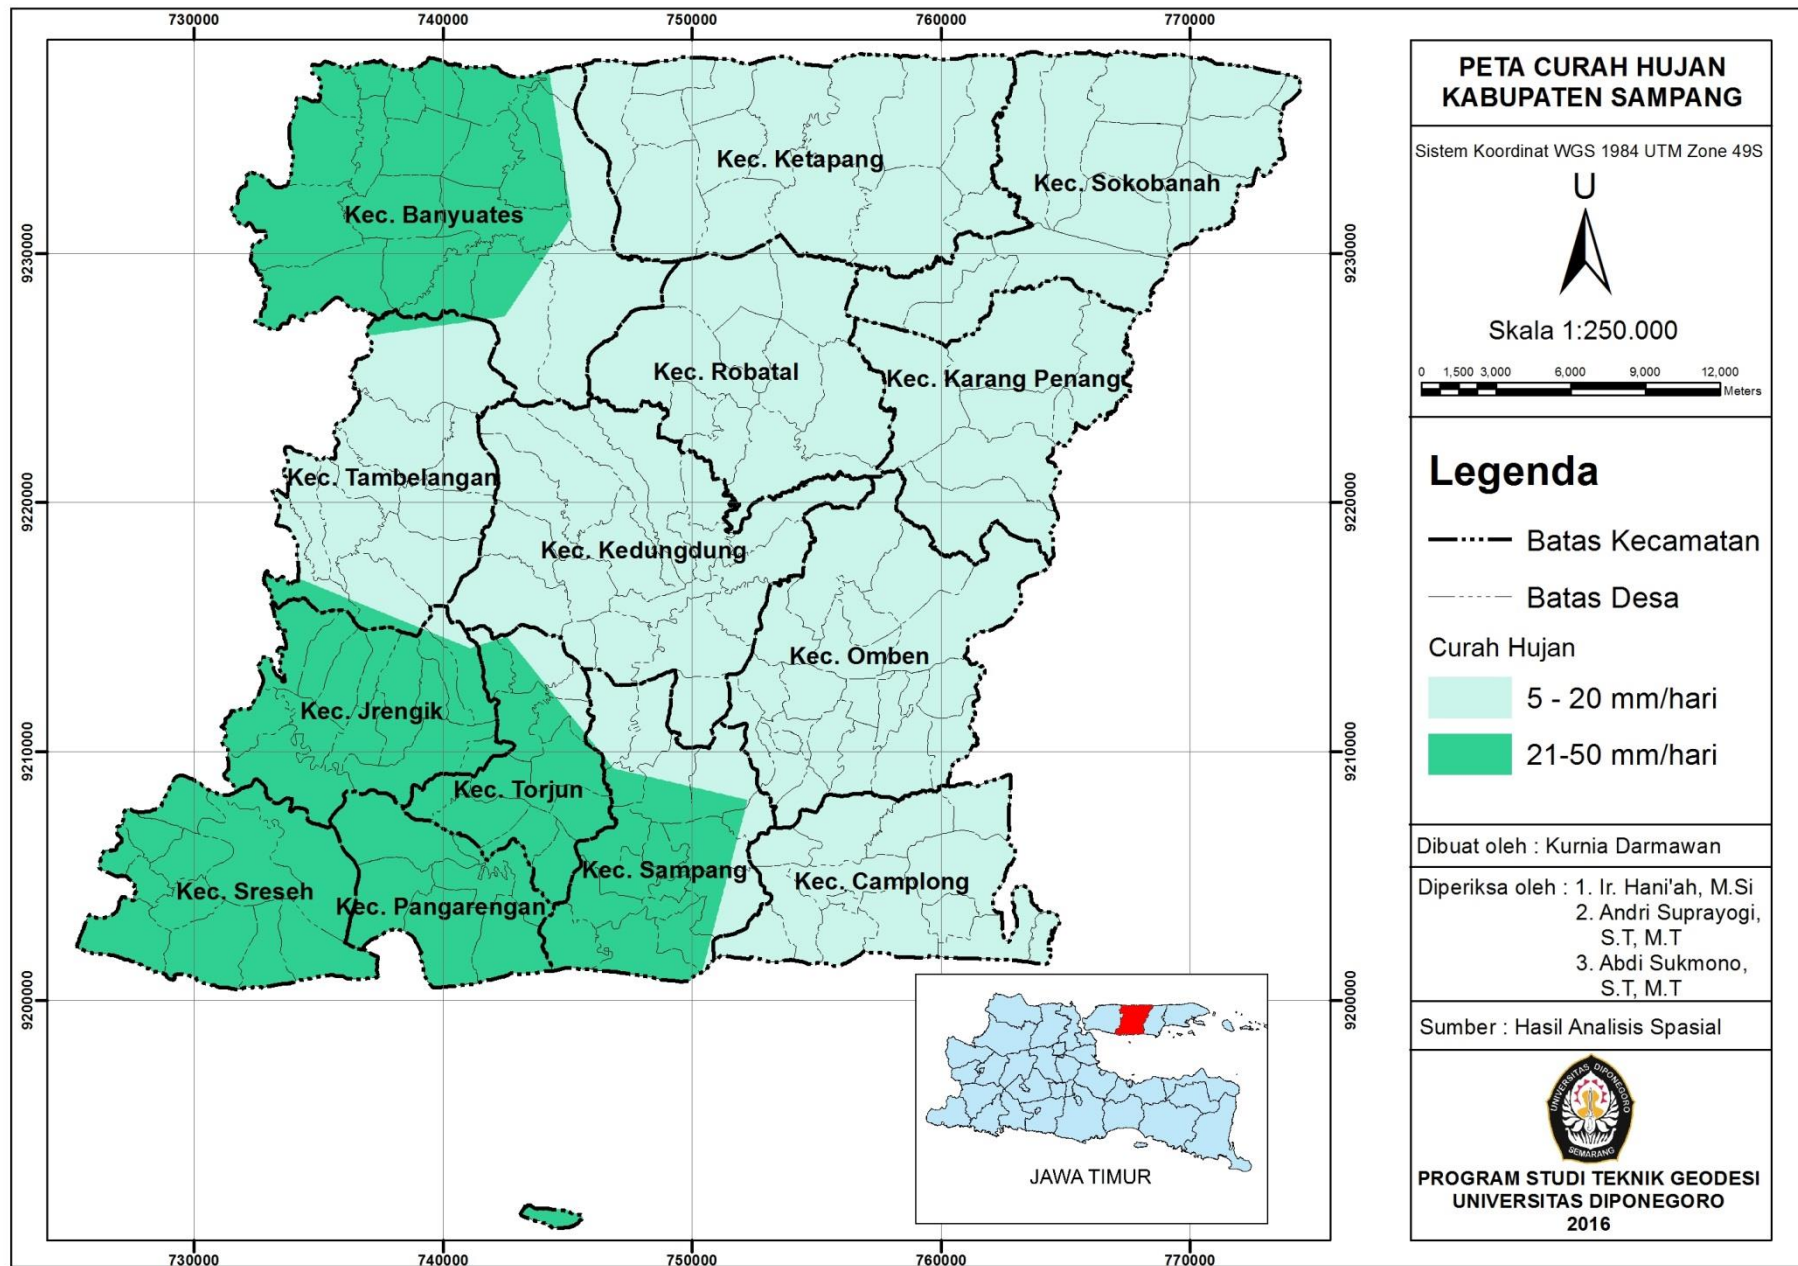 730000
740000
750000
760000
770000
9230000
9220000
9210000
9200000
Kec. Ketapang
Kec. Sokobanah
Kec. Banyuates
Kec. Robatal
Kec. Karang Penang
Kec. Tambelangan
Kec. Kedungdung
Kec. Omben
Kec. Jrengik
Kec. Torjun
Kec. Sampang
Kec. Camplong
Kec. Sreseh
Kec. Pangarengan
9230000
9220000
9210000
9200000
730000
740000
750000
760000
770000
JAWA TIMUR
PETA CURAH HUJAN
KABUPATEN SAMPANG
Sistem Koordinat WGS 1984 UTM Zone 49S
U
Skala 1:250.000
0 1,500 3,000 6,000 9,000 12,000
Meters
Legenda
Batas Kecamatan
Batas Desa
Curah Hujan
5 - 20 mm/hari
21-50 mm/hari
Dibuat oleh : Kurnia Darmawan
Diperiksa oleh : 1. Ir. Hani'ah, M.Si
2. Andri Suprayogi,
S.T, M.T
3. Abdi Sukmono,
S.T, M.T
Sumber : Hasil Analisis Spasial
UNIVERSITAS DIPONEGORO
SEMARANG
PROGRAM STUDI TEKNIK GEODESI
UNIVERSITAS DIPONEGORO
2016